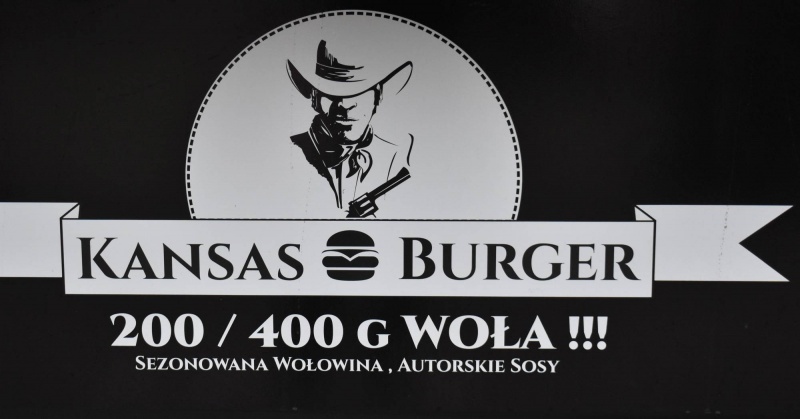 Kansas Burger
200 / 400 g WOŁA !!!
Sezonowana Wołowina , Autorskie Sosy